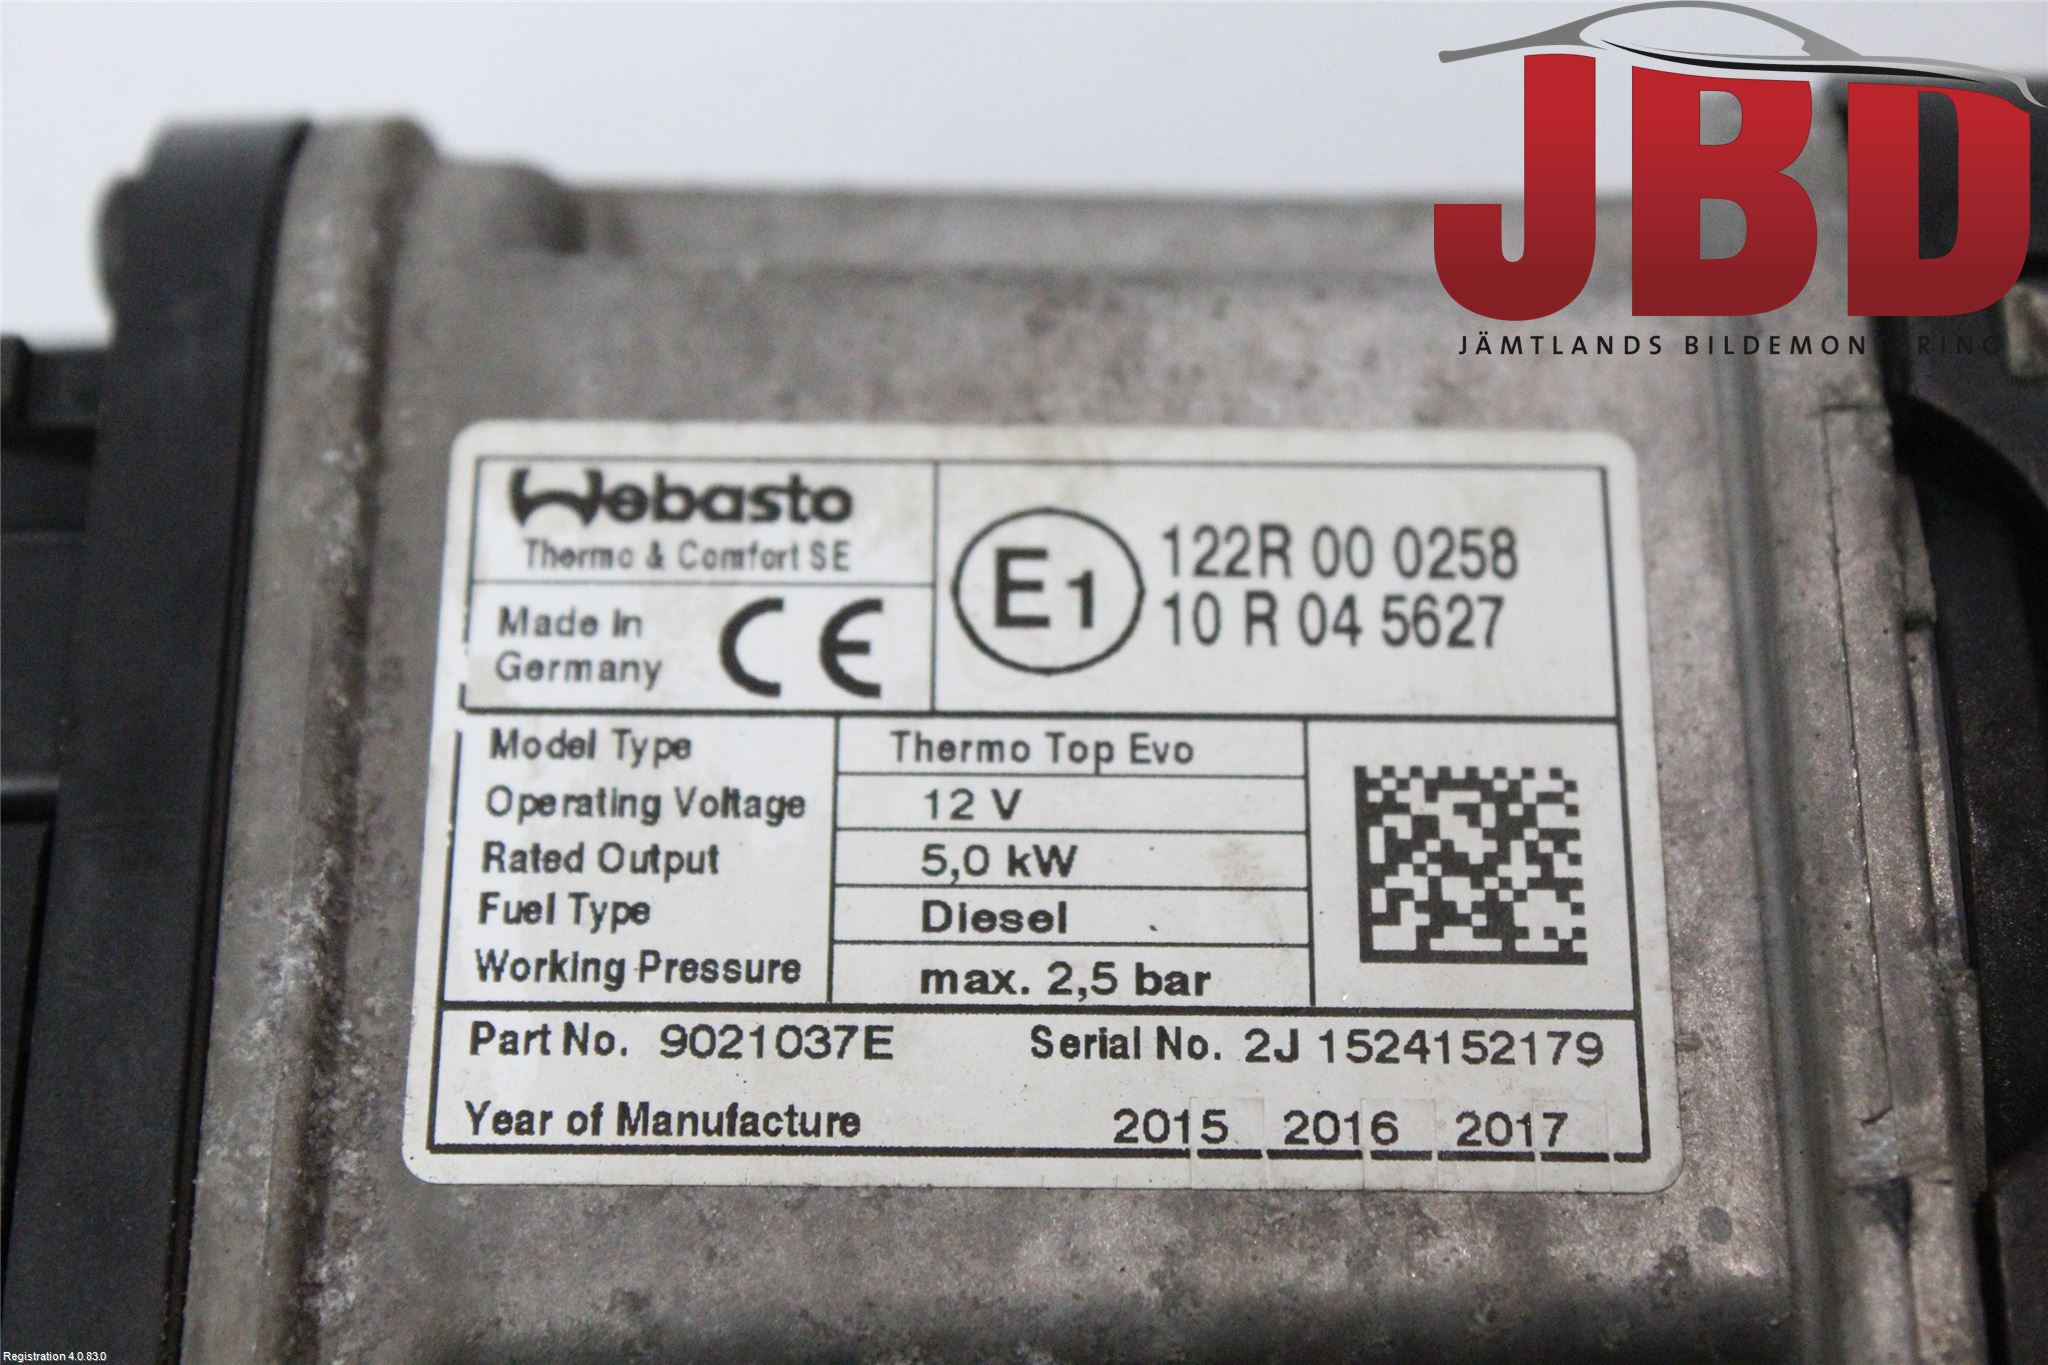 JBD
JÄMTLANDS BILDEMONTERING
Webasto
Thermo & Comfort SE
Made in
Germany
CE
E1
122R 00 0258
10 R 04 5627
Model Type Thermo Top Evo
Operating Voltage 12 V
Rated Output 5,0 kW
Fuel Type Diesel
Working Pressure max. 2,5 bar
Part No. 9021037E Serial No. 2J 1524152179
Year of Manufacture 2015 2016 2017
Registration 4.0.83.0